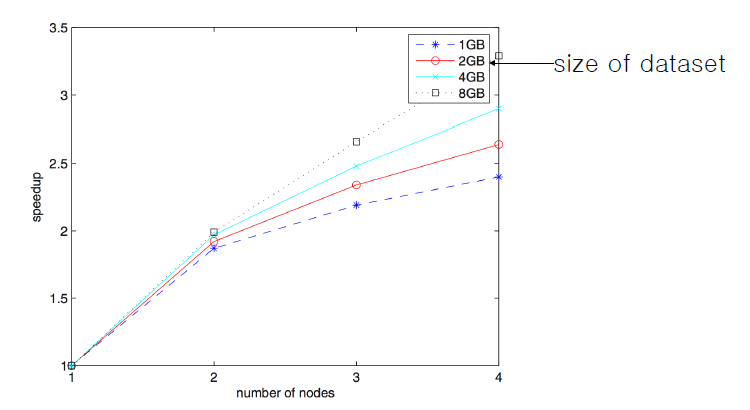 3.5
3
2.5
2
1.5
1
speedup
1GB
2GB
4GB
8GB
size of dataset
1
2
3
4
number of nodes